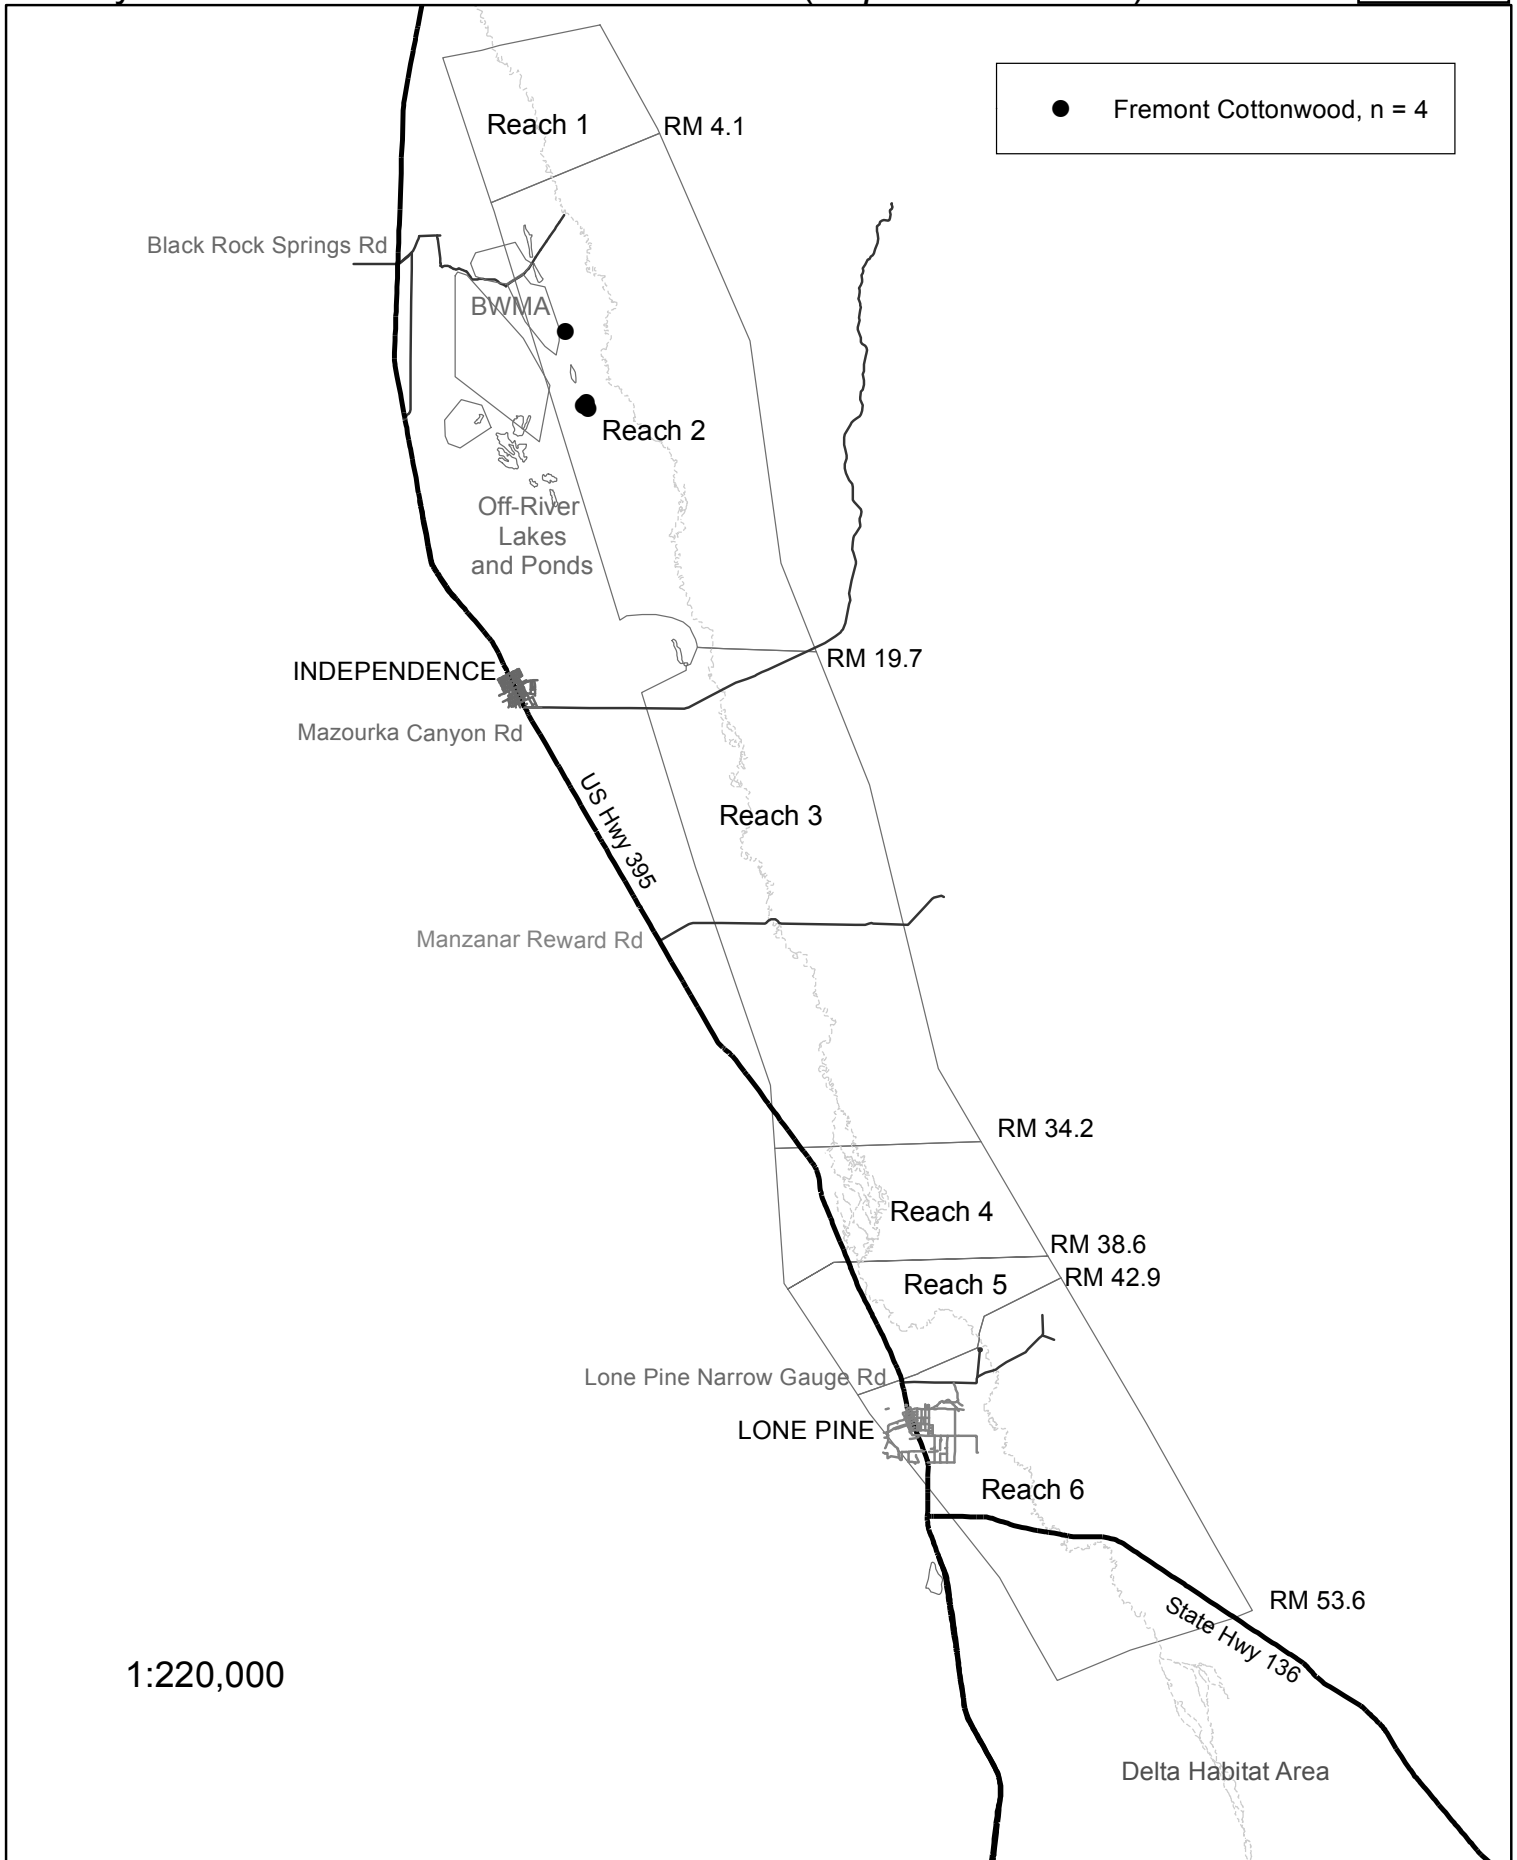 Reach 1
RM 4.1
Fremont Cottonwood, n = 4
Black Rock Springs Rd
BWMA
Reach 2
Off-River
Lakes
and Ponds
INDEPENDENCE
RM 19.7
Mazourka Canyon Rd
US Hwy 395
Reach 3
Manzanar Reward Rd
RM 34.2
Reach 4
RM 38.6
Reach 5
RM 42.9
Lone Pine Narrow Gauge Rd
LONE PINE
Reach 6
RM 53.6
State Hwy 136
1:220,000
Delta Habitat Area